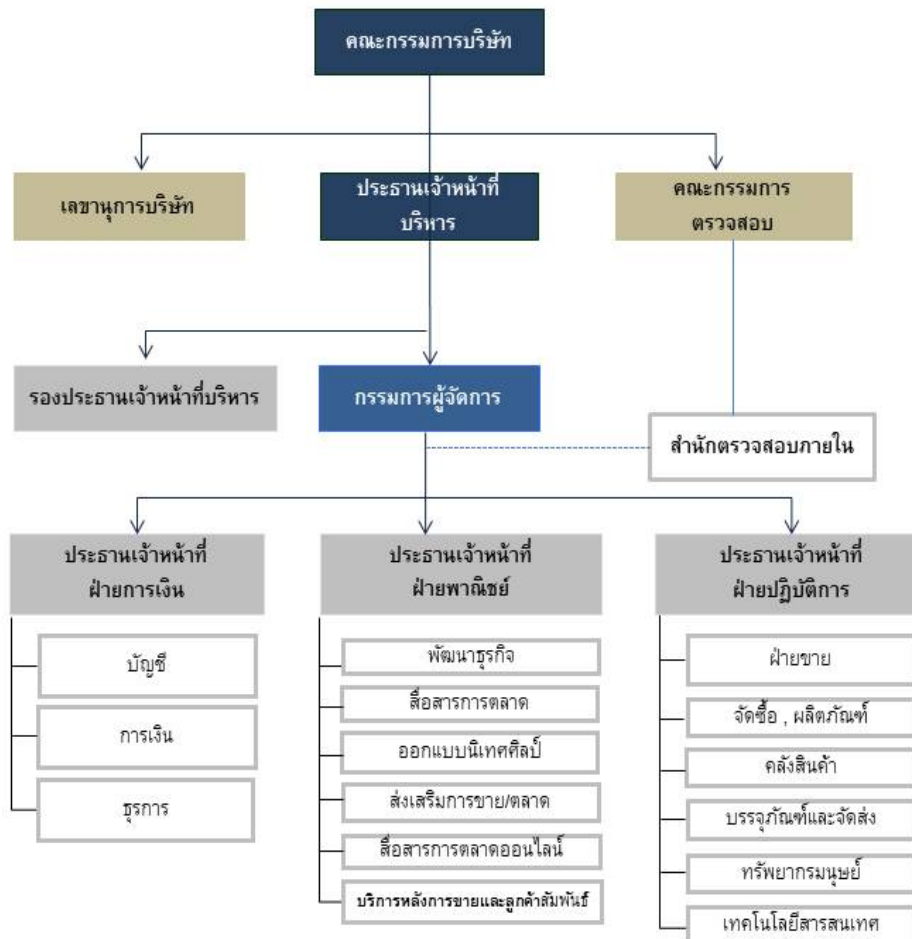 คณะกรรมการบริษัท
เลขานุการบริษัท
ประธานเจ้าหน้าที่
บริหาร
คณะกรรมการ
ตรวจสอบ
รองประธานเจ้าหน้าที่บริหาร
กรรมการผู้จัดการ
สำนักตรวจสอบภายใน
ประธานเจ้าหน้าที่
ฝ่ายการเงิน
บัญชี
การเงิน
ธุรการ
ประธานเจ้าหน้าที่
ฝ่ายพาณิชย์
พัฒนาธุรกิจ
สื่อสารการตลาด
ออกแบบนิเทศศิลป์
ส่งเสริมการขาย/ตลาด
สื่อสารการตลาดออนไลน์
บริการหลังการขายและลูกค้าสัมพันธ์
ประธานเจ้าหน้าที่
ฝ่ายปฏิบัติการ
ฝ่ายขาย
จัดซื้อ , ผลิตภัณฑ์
คลังสินค้า
บรรจุภัณฑ์และจัดส่ง
ทรัพยากรมนุษย์
เทคโนโลยีสารสนเทศ